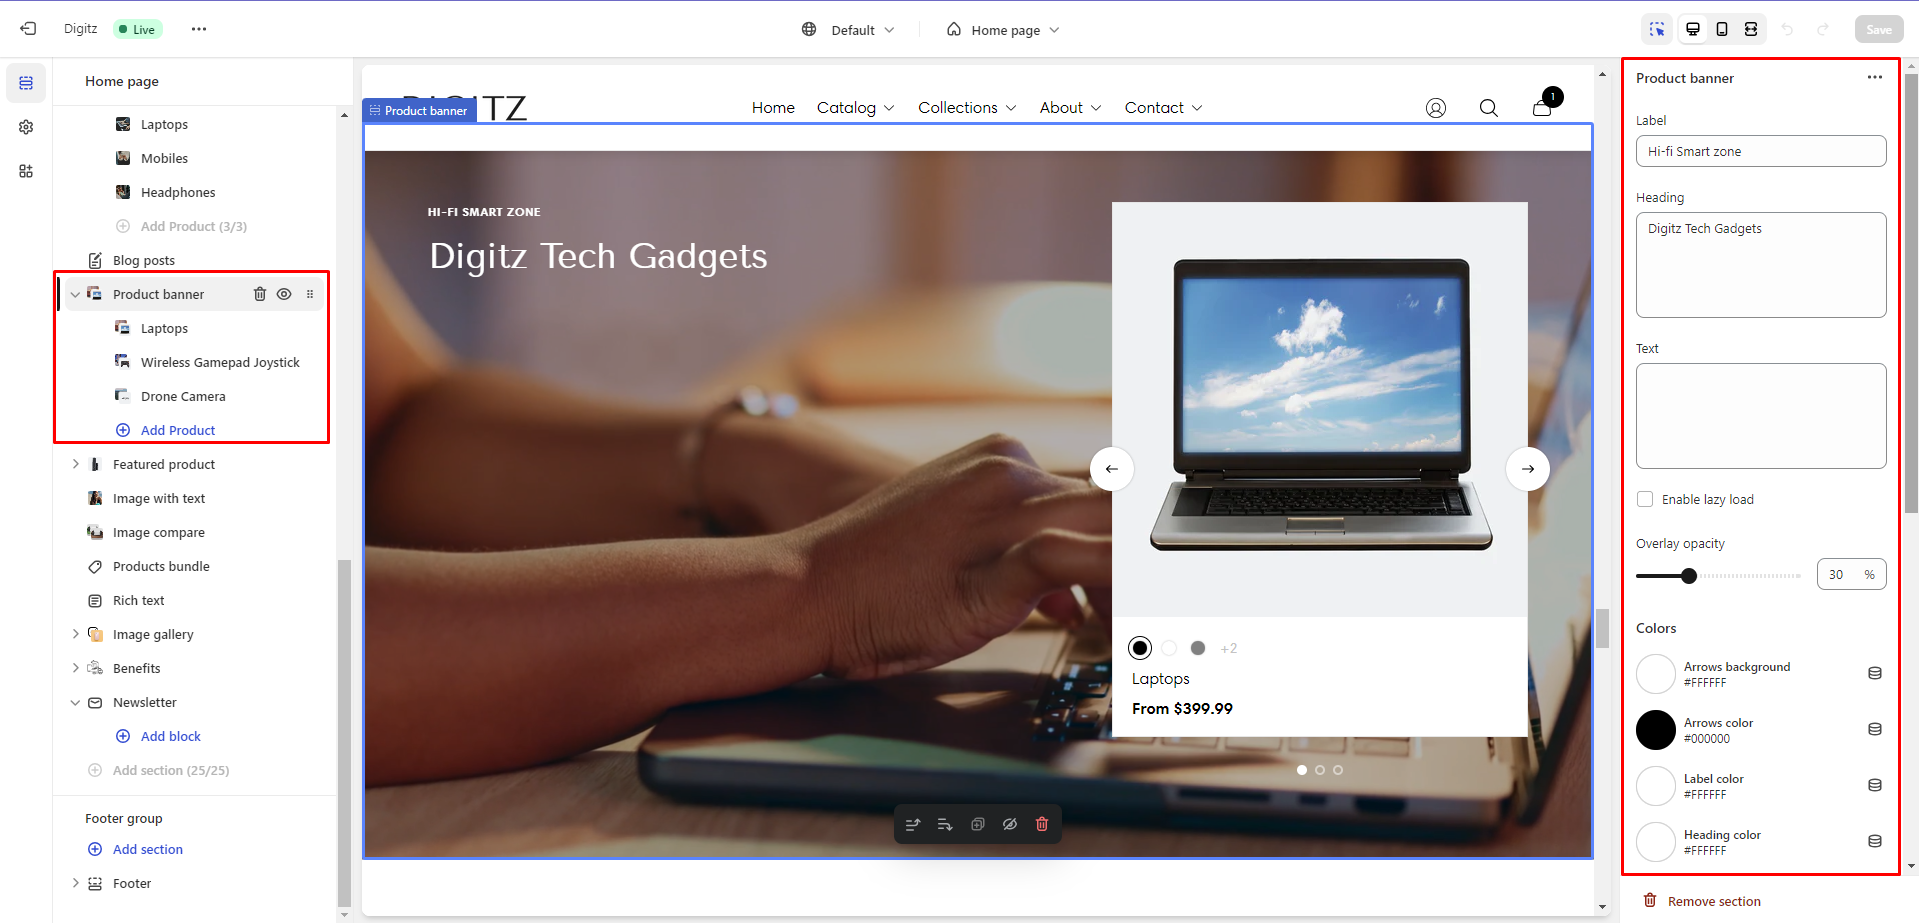 Digitz
Live
Default
Home page
Save
Home page
Laptops
Mobiles
Headphones
Add Product (3/3)
Blog posts
Product banner
Laptops
Wireless Gamepad Joystick
Drone Camera
Add Product
Featured product
Image with text
Image compare
Products bundle
Rich text
Image gallery
Benefits
Newsletter
Add block
Add section (25/25)
Footer group
Add section
Footer
Product banner
Home
Catalog
Collections
About
Contact
1
HI-FI SMART ZONE
Digitz Tech Gadgets
+2
Laptops
From $399.99
Product banner
Label
Hi-fi Smart zone
Heading
Digitz Tech Gadgets
Text
Enable lazy load
Overlay opacity
30 %
Colors
Arrows background
#FFFFFF
Arrows color
#000000
Label color
#FFFFFF
Heading color
#FFFFFF
Remove section